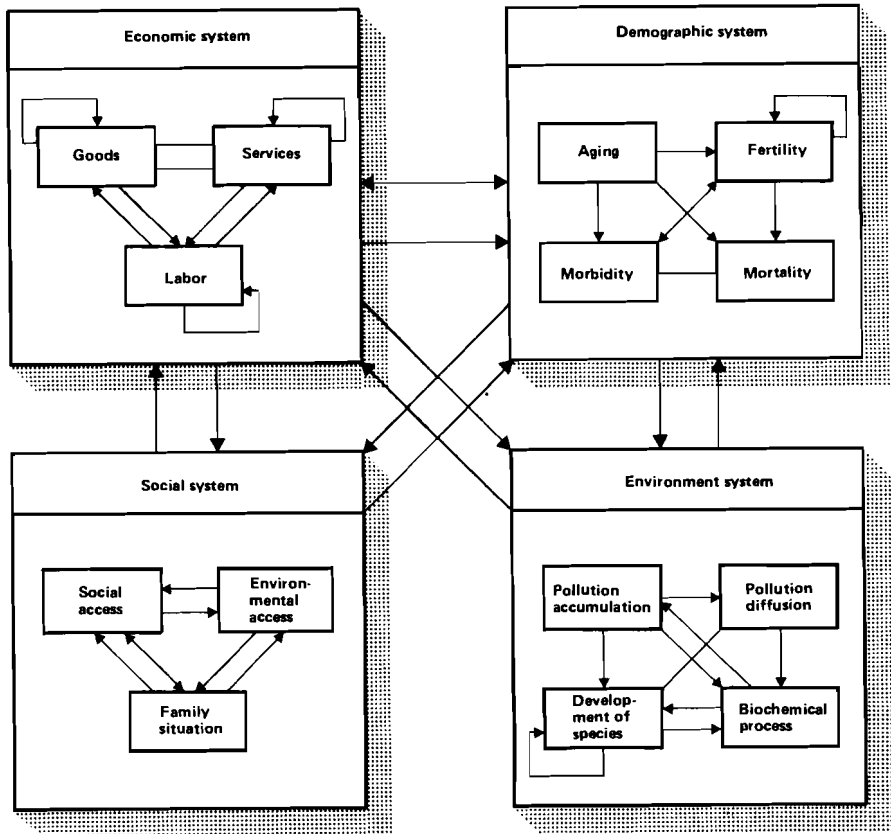 Economic system
Goods
Services
Labor
Demographic system
Aging
Fertility
Morbidity
Mortality
Social system
Social
access
Environ-
mental
access
Family
situation
Environment system
Pollution
accumulation
Pollution
diffusion
Develop-
ment of
species
Biochemical
process